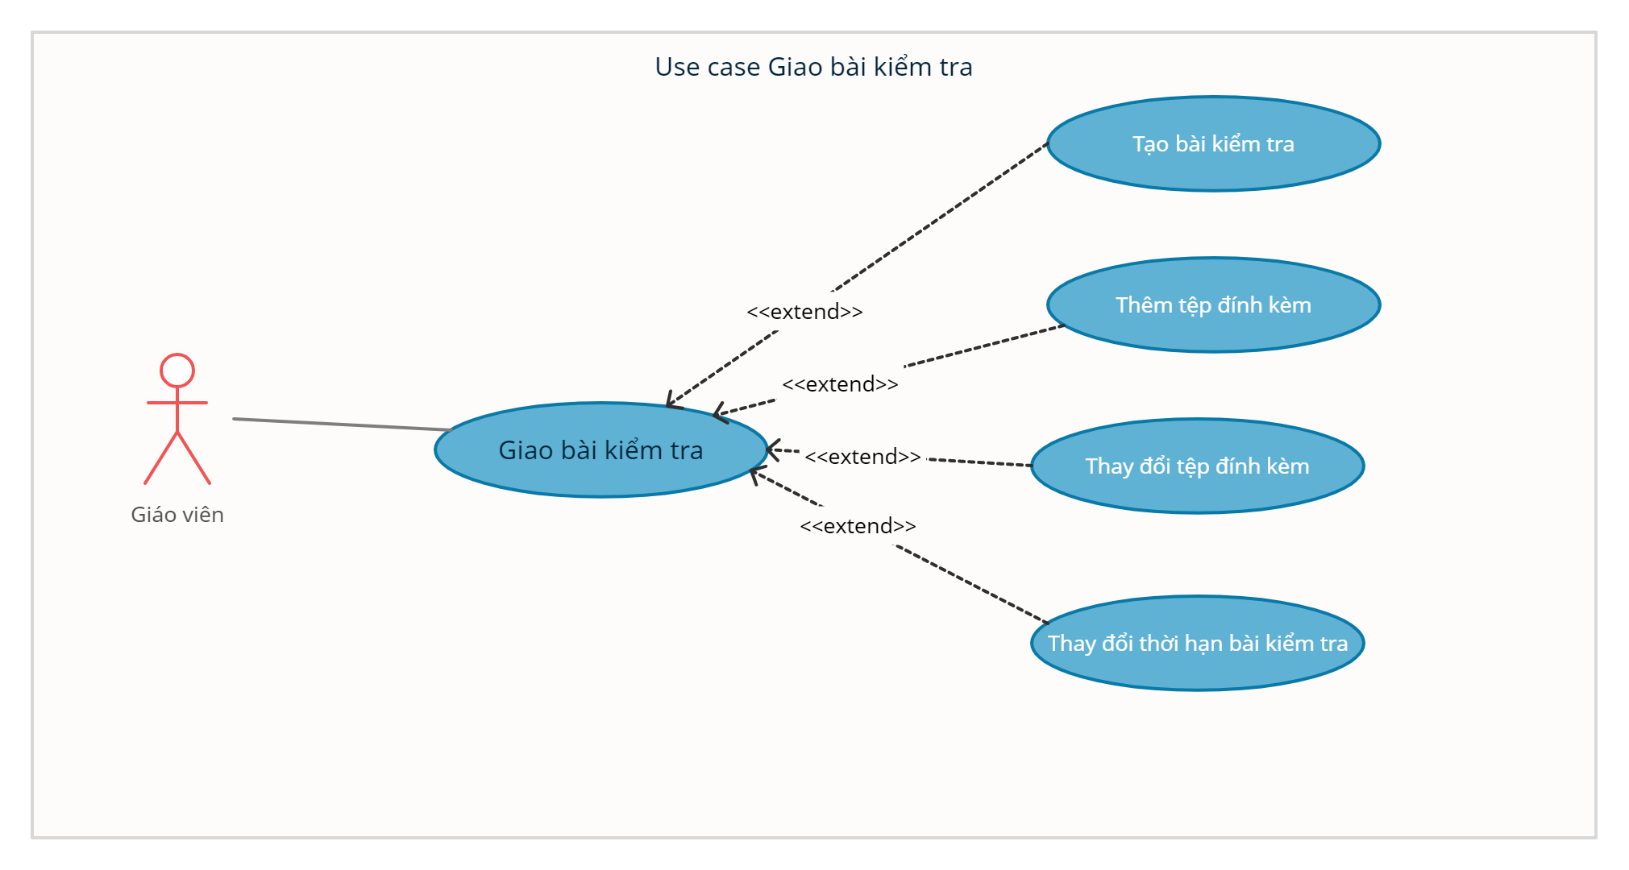 Use case Giao bài kiểm tra
Tạo bài kiểm tra
Thêm tệp đính kèm
<<extend>>
<<extend>>
Giao bài kiểm tra
<<extend>>
Thay đổi tệp đính kèm
Giáo viên
<<extend>>
Thay đổi thời hạn bài kiểm tra